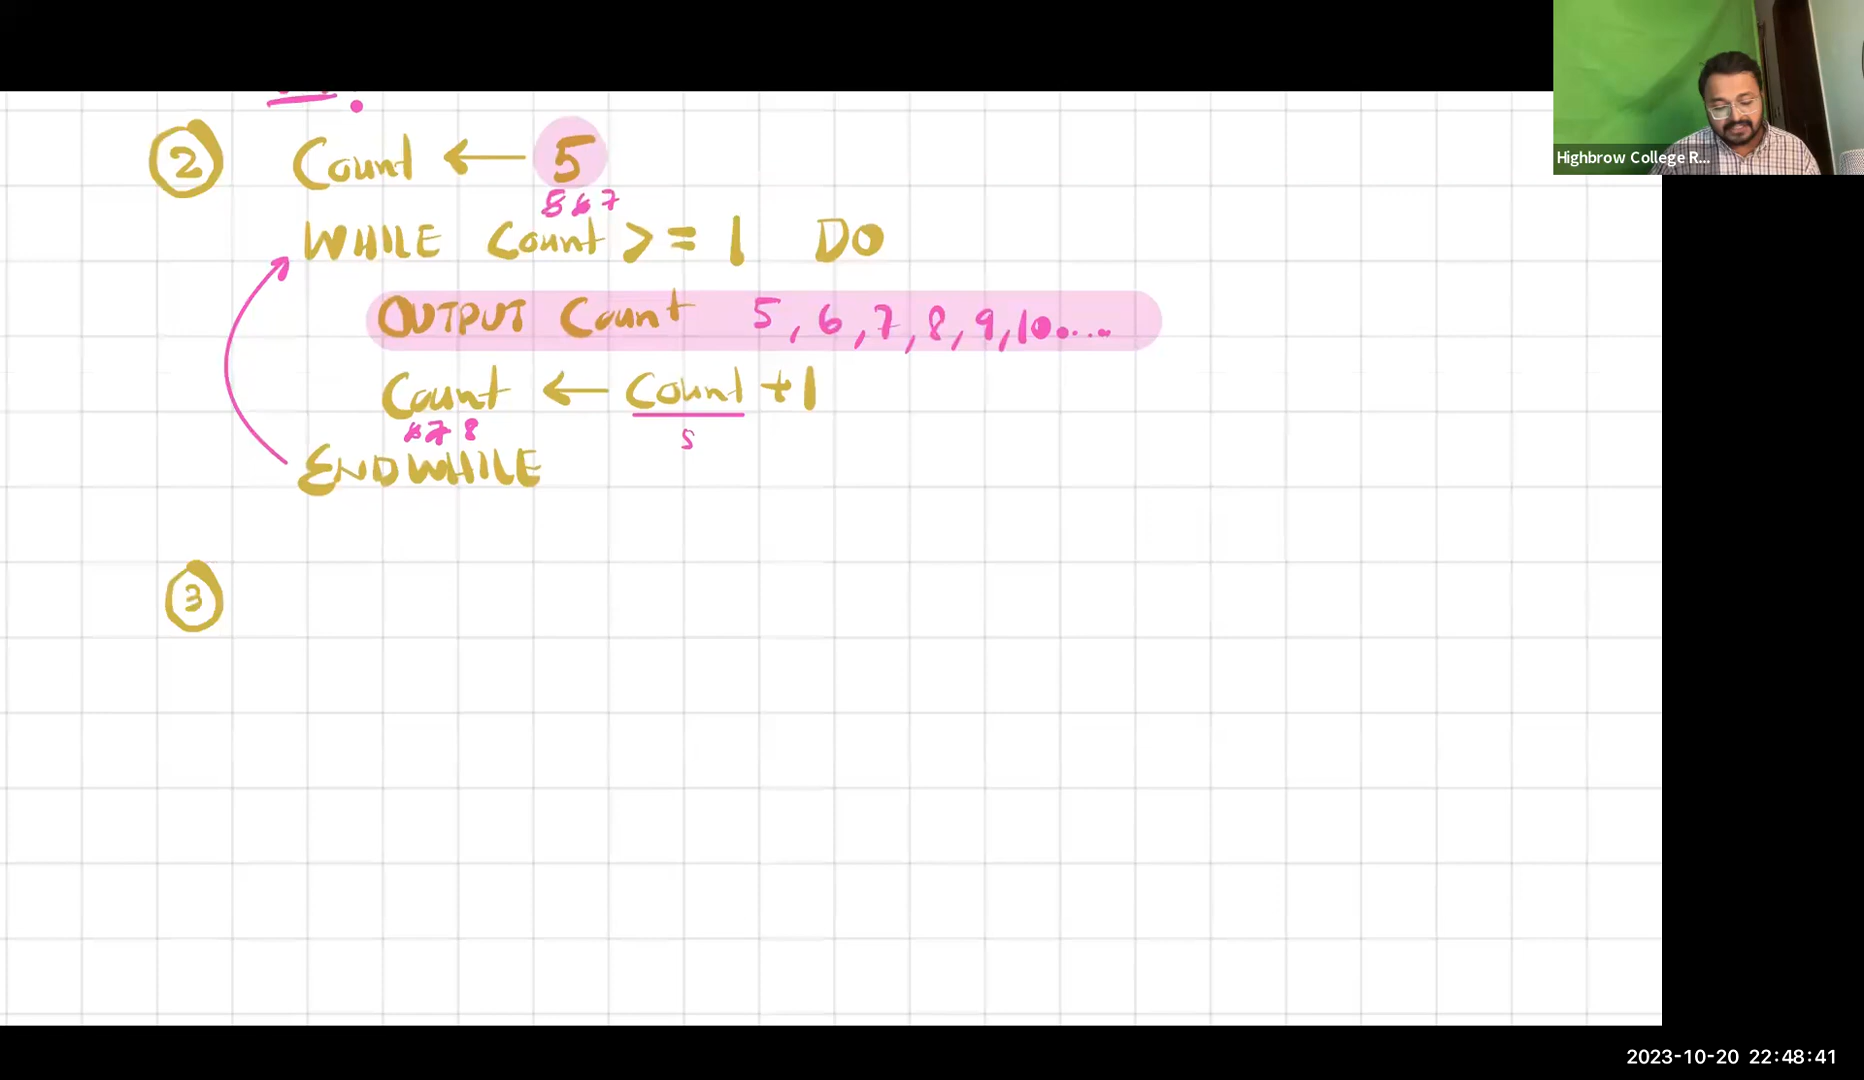 ② Count ← 5
5 6 7
WHILE Count >= 1 DO
OUTPUT Count 5, 6, 7, 8, 9, 10....
Count ← Count + 1
6 7 8 5
ENDWHILE
③
Highbrow College R...
2023-10-20 22:48:41